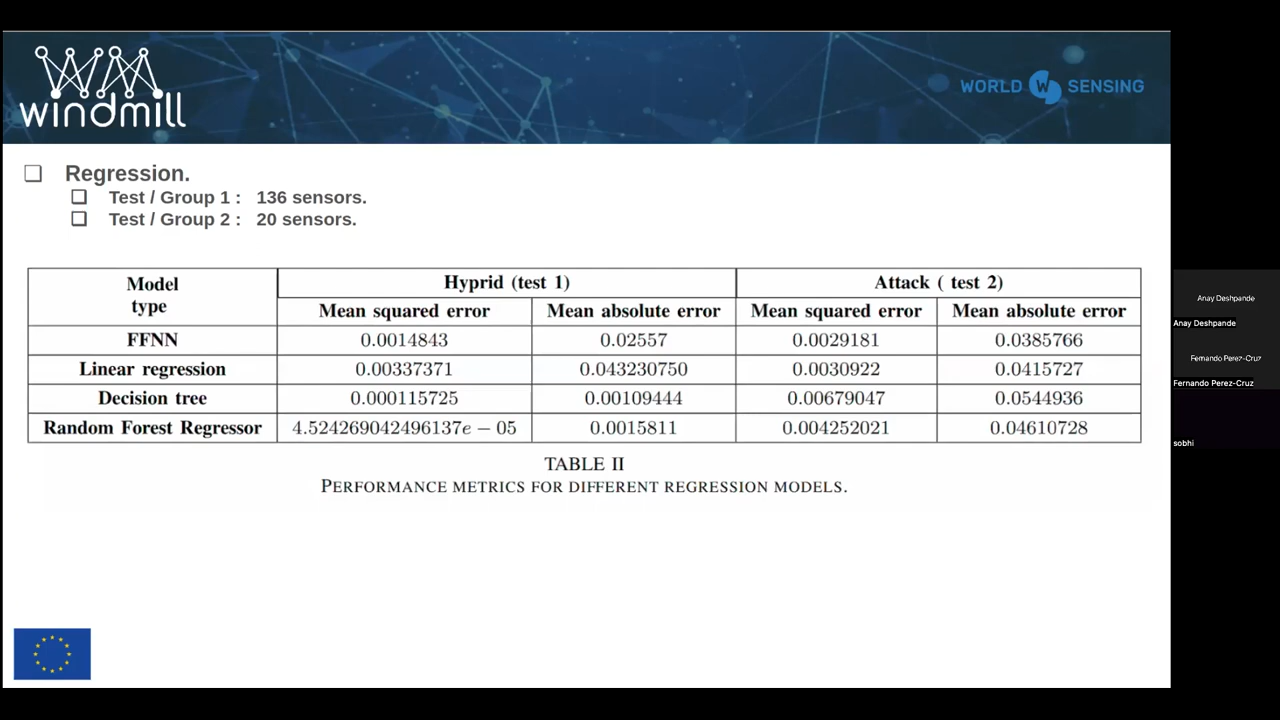 WM
windmill
WORLD W SENSING
Regression.
Test / Group 1 : 136 sensors.
Test / Group 2 : 20 sensors.
Model type Hyprid (test 1) Attack ( test 2)
Mean squared error Mean absolute error Mean squared error Mean absolute error
FFNN 0.0014843 0.02557 0.0029181 0.0385766
Linear regression 0.00337371 0.043230750 0.0030922 0.0415727
Decision tree 0.000115725 0.00109444 0.00679047 0.0544936
Random Forest Regressor 4.524269042496137e − 05 0.0015811 0.004252021 0.04610728
TABLE II
PERFORMANCE METRICS FOR DIFFERENT REGRESSION MODELS.
Anay Deshpande
Anay Deshpande
Fernando Perez-Cruz
Fernando Perez-Cruz
sobhi